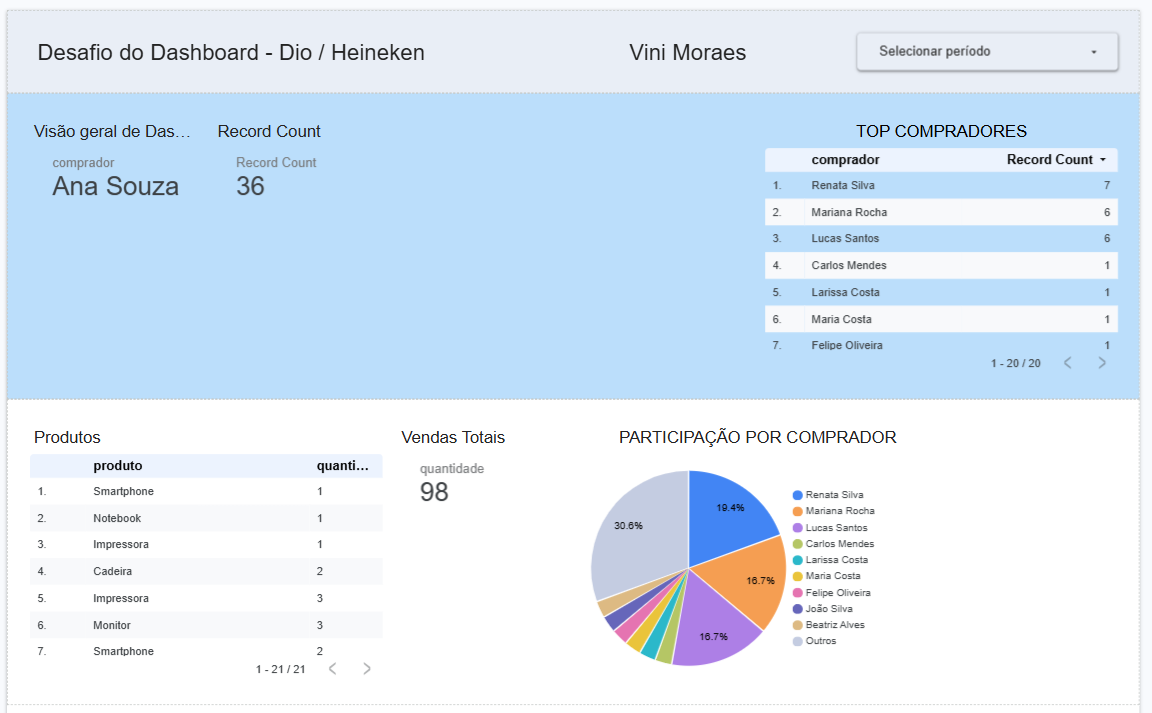 Desafio do Dashboard - Dio / Heineken
Vini Moraes
Selecionar período
Visão geral de Das…
comprador
Ana Souza
Record Count
Record Count
36
TOP COMPRADORES
comprador Record Count
1. Renata Silva 7
2. Mariana Rocha 6
3. Lucas Santos 6
4. Carlos Mendes 1
5. Larissa Costa 1
6. Maria Costa 1
7. Felipe Oliveira 1
1 - 20 / 20
Produtos
produto quanti…
1. Smartphone 1
2. Notebook 1
3. Impressora 1
4. Cadeira 2
5. Impressora 3
6. Monitor 3
7. Smartphone 2
1 - 21 / 21
Vendas Totais
quantidade
98
PARTICIPAÇÃO POR COMPRADOR
19.4%
16.7%
16.7%
30.6%
Renata Silva
Mariana Rocha
Lucas Santos
Carlos Mendes
Larissa Costa
Maria Costa
Felipe Oliveira
João Silva
Beatriz Alves
Outros